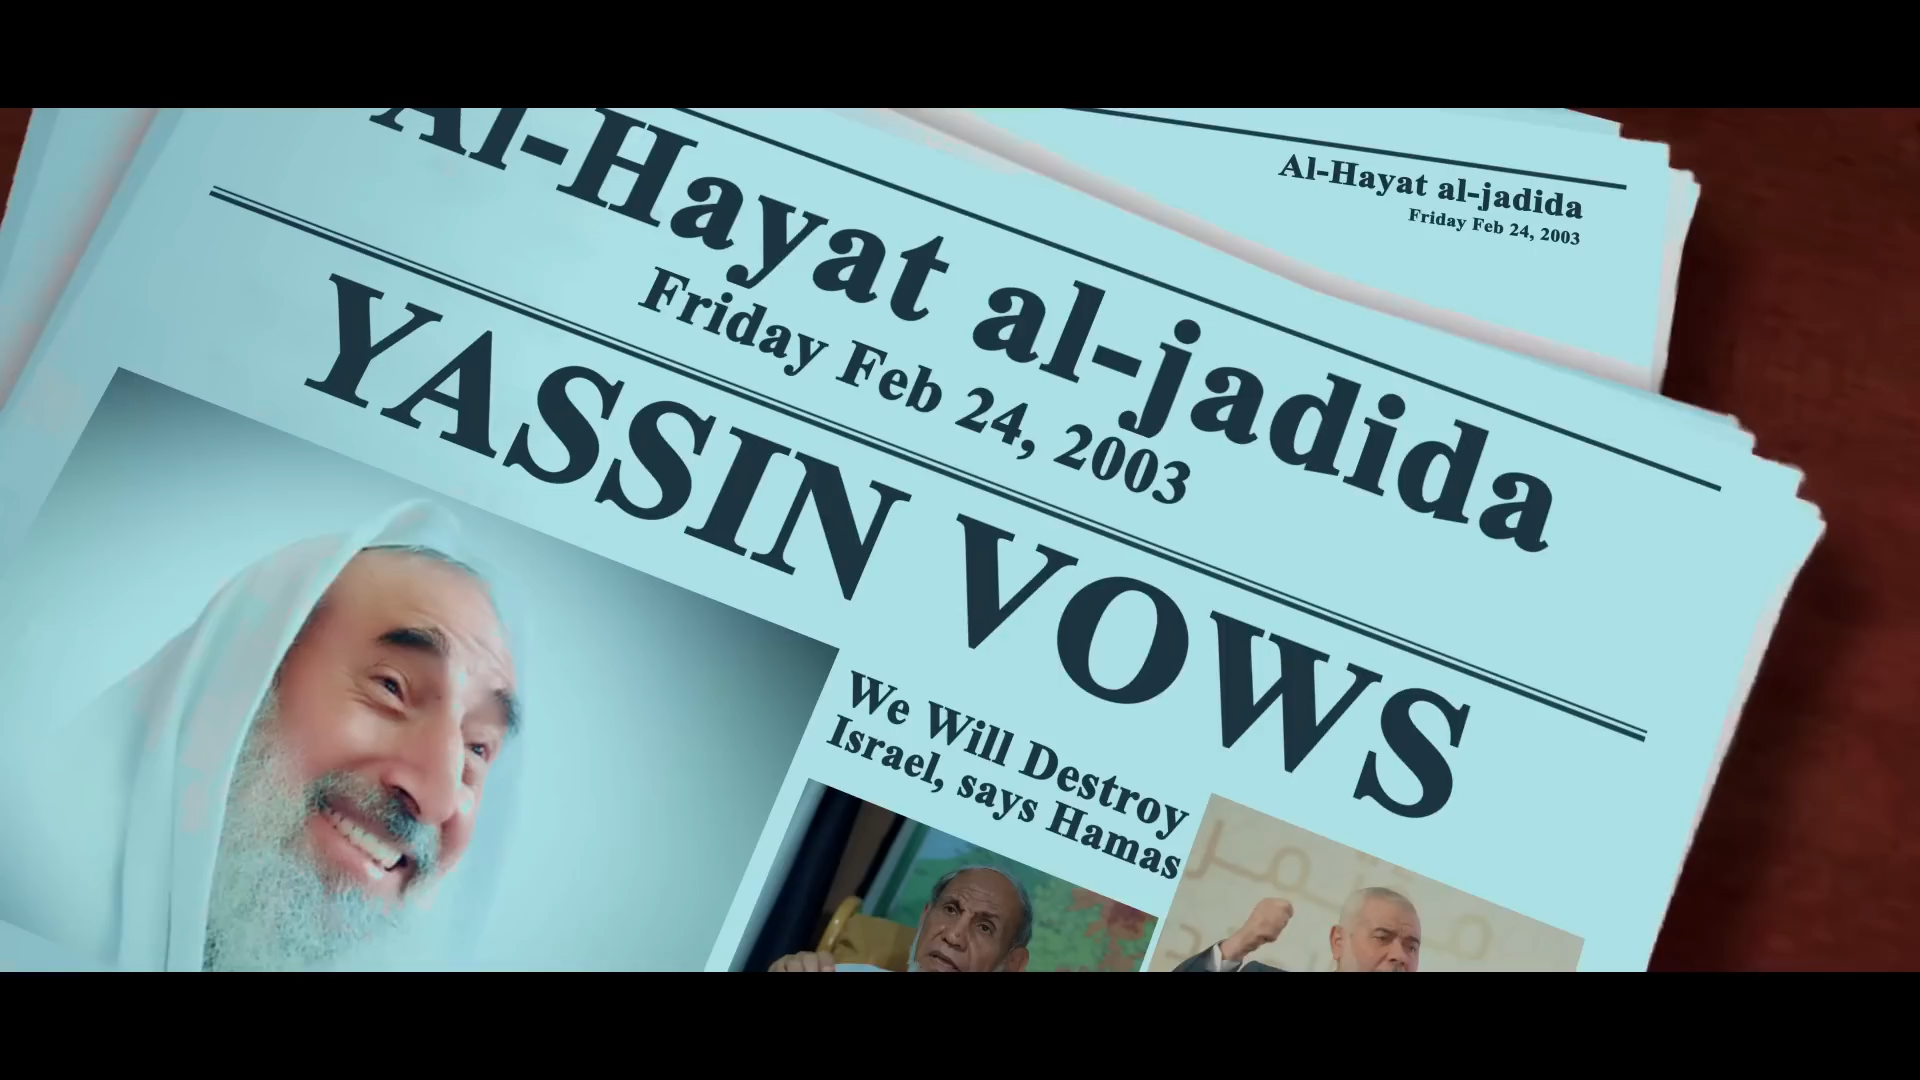 Al-Hayat al-jadida
Friday Feb 24, 2003
Al-Hayat al-jadida
Friday Feb 24, 2003
YASSIN VOWS
We Will Destroy
Israel, says Hamas